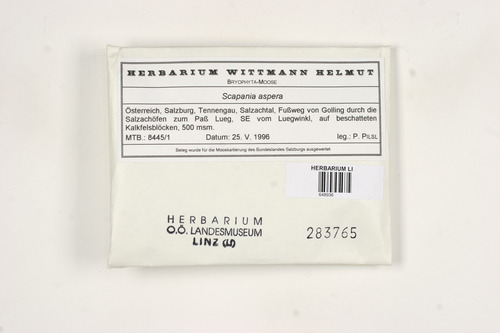 HERBARIUM WITTMANN HELMUT
BRYOPHYTA-MOOSE
Scapania aspera
Österreich, Salzburg, Tennengau, Salzachtal, Fußweg von Golling durch die
Salzachöfen zum Paß Lueg, SE vom Luegwinkl, auf beschatteten
Kalkfelsblöcken, 500 msm.
MTB.: 8445/1 Datum: 25. V. 1996 leg.: P. PILSL
Beleg wurde für die Mooskartierung des Bundeslandes Salzburgs ausgewertet
HERBARIUM LI
HERBARIUM
O.Ö. LANDESMUSEUM
LINZ (LI)
283765